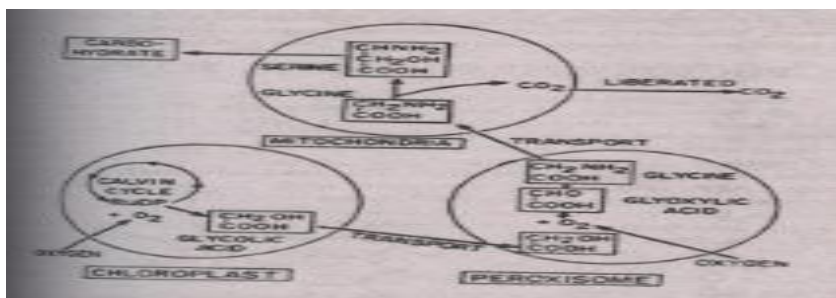 CARBO-
HYDRATE
SERINE
CHNH2
CH2OH
COOH
GLYCINE
CH2NH2
COOH
CO2
LIBERATED
CO2
MITOCHONDRIA
TRANSPORT
CALVIN
CYCLE
RuDP
+ O2
CH2OH
COOH
GLYCOLIC
ACID
OXYGEN
CHLOROPLAST
TRANSPORT
CH2NH2
COOH
GLYCINE
CHO
COOH
GLYOXYLIC
ACID
+ O2
CH2OH
COOH
OXYGEN
PEROXISOME